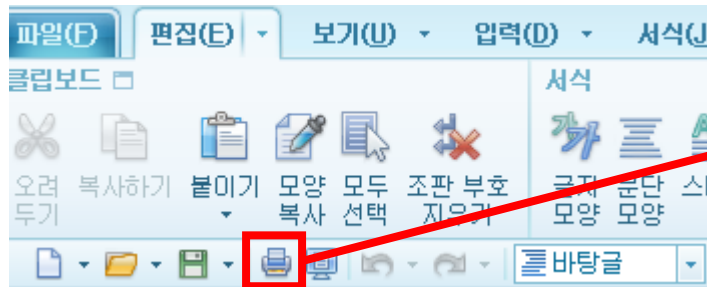 파일(F) 편집(E) 보기(U) 입력(D) 서식(J
클립보드 서식
오려 복사하기 붙이기 모양 모두 조판 부호 글자 문단 스
두기 복사 선택 지우기 모양 모양
바탕글